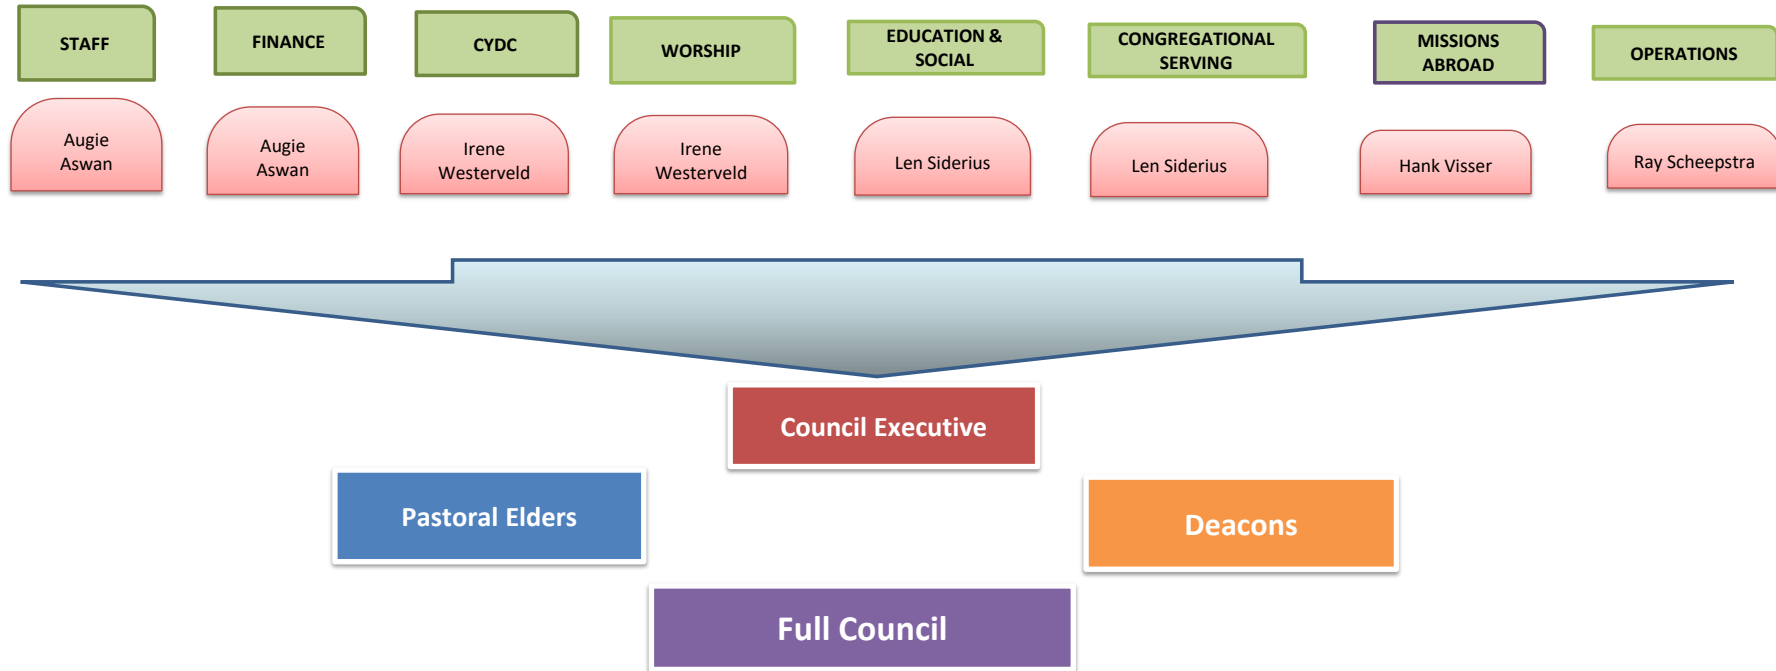 STAFF
FINANCE
CYDC
WORSHIP
EDUCATION &
SOCIAL
CONGREGATIONAL
SERVING
MISSIONS
ABROAD
OPERATIONS
Augie
Aswan
Augie
Aswan
Irene
Westerveld
Irene
Westerveld
Len Siderius
Len Siderius
Hank Visser
Ray Scheepstra
Council Executive
Pastoral Elders
Deacons
Full Council